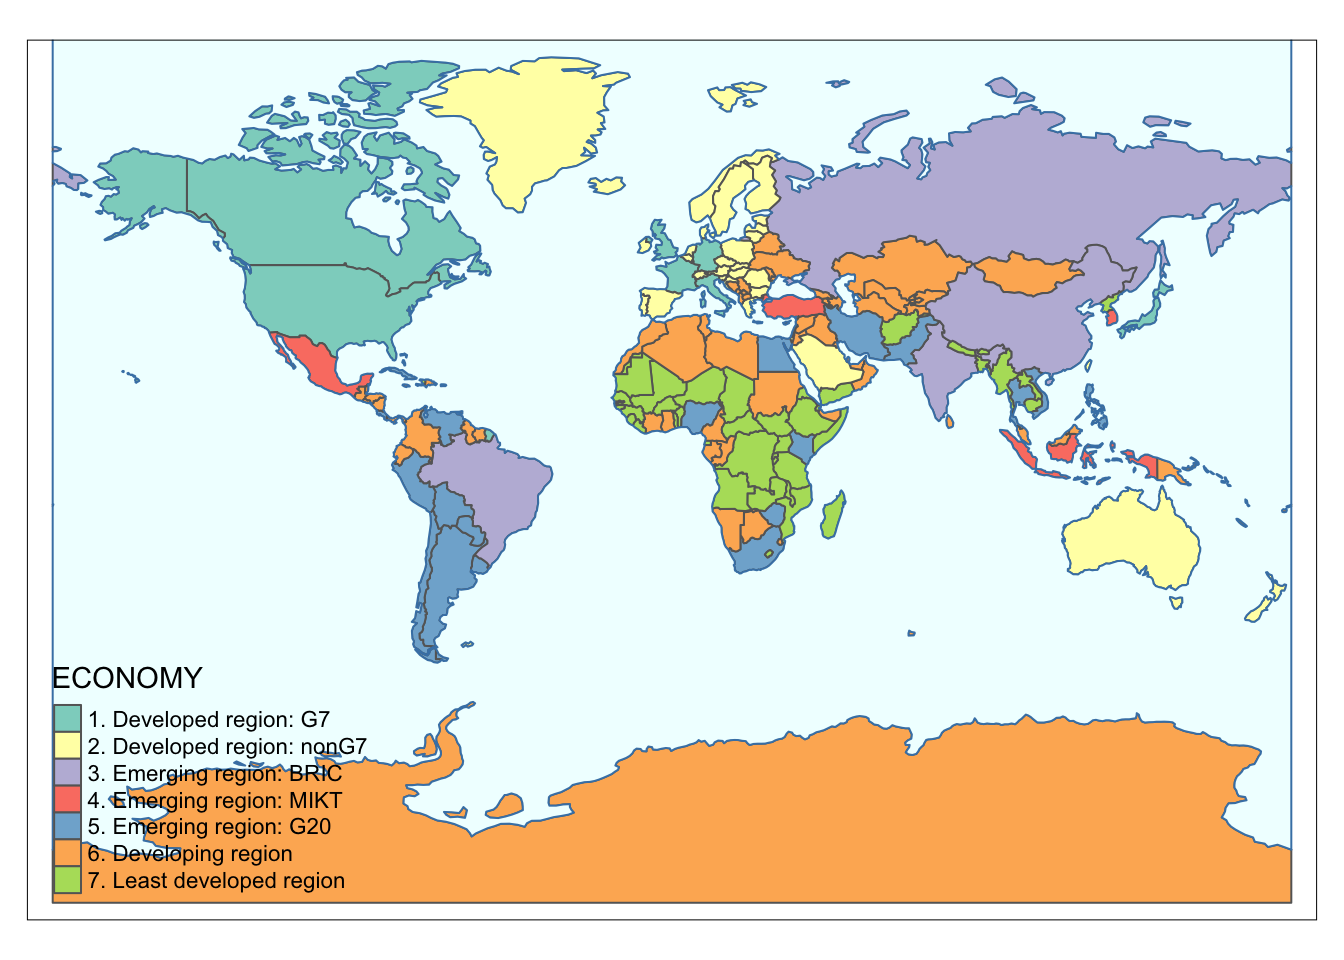 ECONOMY
1. Developed region: G7
2. Developed region: nonG7
3. Emerging region: BRIC
4. Emerging region: MIKT
5. Emerging region: G20
6. Developing region
7. Least developed region